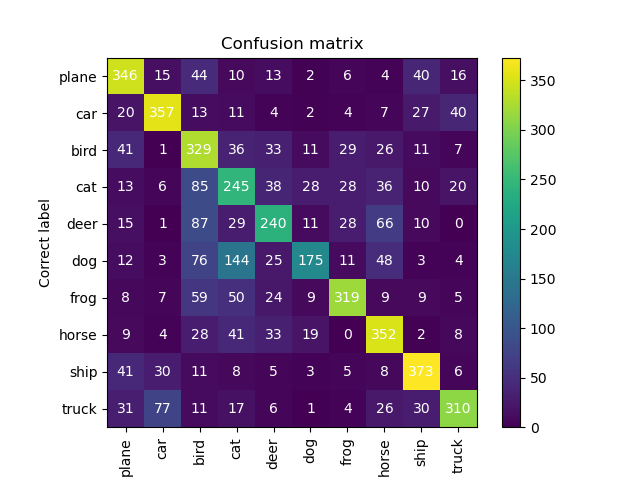 Confusion matrix
plane 346 15 44 10 13 2 6 4 40 16
car 20 357 13 11 4 2 4 7 27 40
bird 41 1 329 36 33 11 29 26 11 7
cat 13 6 85 245 38 28 28 36 10 20
deer 15 1 87 29 240 11 28 66 10 0
dog 12 3 76 144 25 175 11 48 3 4
frog 8 7 59 50 24 9 319 9 9 5
horse 9 4 28 41 33 19 0 352 2 8
ship 41 30 11 8 5 3 5 8 373 6
truck 31 77 11 17 6 1 4 26 30 310
plane car bird cat deer dog frog horse ship truck
Correct label
350
300
250
200
150
100
50
0